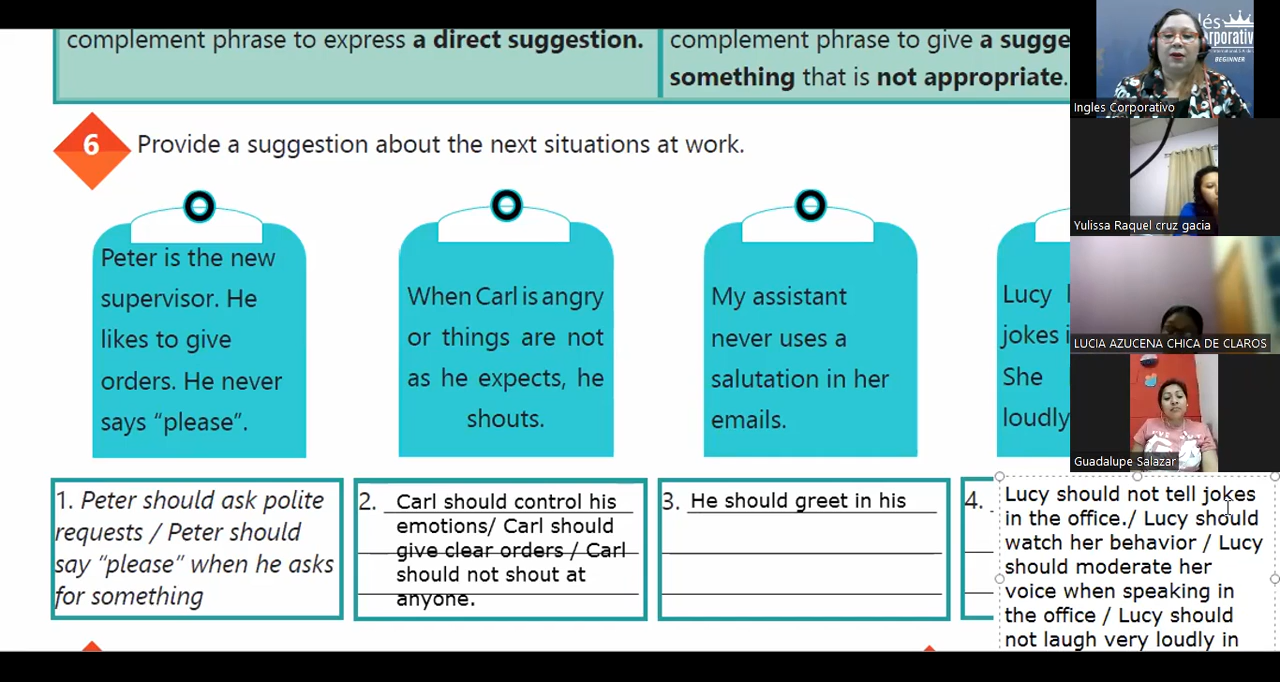 complement phrase to express a direct suggestion.
complement phrase to give a sugge
something that is not appropriate.
6
Provide a suggestion about the next situations at work.
Peter is the new
supervisor. He
likes to give
orders. He never
says “please”.
When Carl is angry
or things are not
as he expects, he
shouts.
My assistant
never uses a
salutation in her
emails.
Lucy
jokes i
She
loudly
1. Peter should ask polite
requests / Peter should
say “please” when he asks
for something
2. Carl should control his
emotions/ Carl should
give clear orders / Carl
should not shout at
anyone.
3. He should greet in his
4. Lucy should not tell jokes
in the office./ Lucy should
watch her behavior / Lucy
should moderate her
voice when speaking in
the office / Lucy should
not laugh very loudly in
BEGINNER
Ingles Corporativo
Yulissa Raquel cruz gacia
LUCIA AZUCENA CHICA DE CLAROS
Guadalupe Salazar